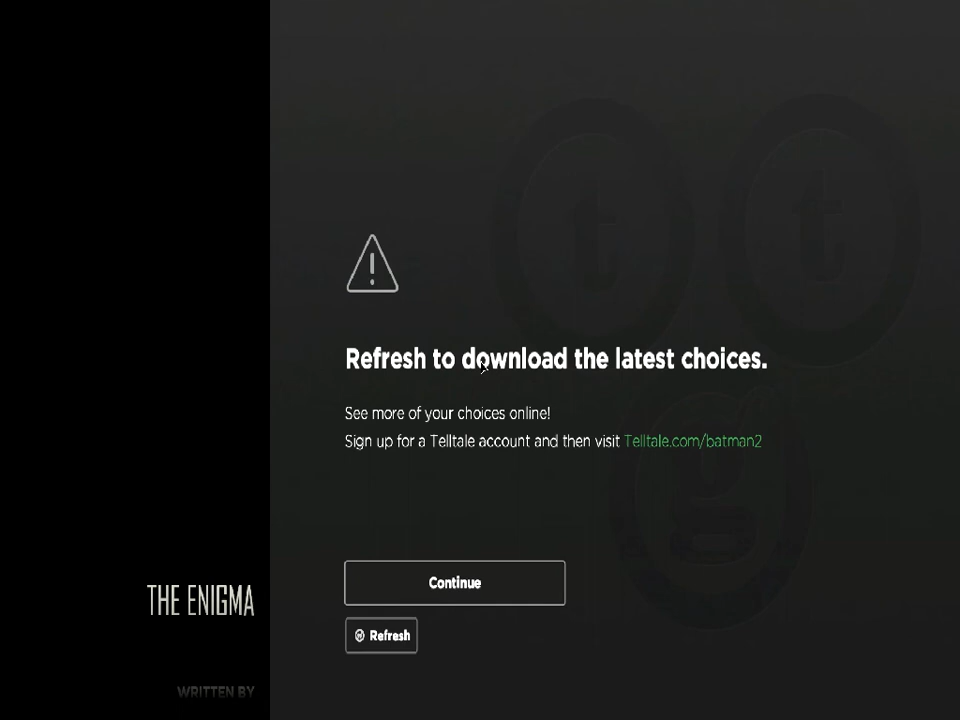 Refresh to download the latest choices.
See more of your choices online!
Sign up for a Telltale account and then visit Telltale.com/batman2
Continue
Refresh
THE ENIGMA
WRITTEN BY